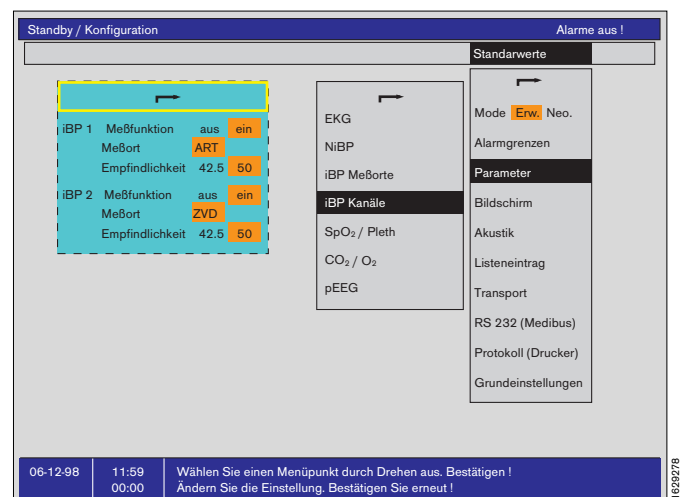 Standby / Konfiguration
Alarme aus !
Standarwerte
iBP 1 Meßfunktion aus ein
Meßort ART
Empfindlichkeit 42.5 50
iBP 2 Meßfunktion aus ein
Meßort ZVD
Empfindlichkeit 42.5 50
EKG
NiBP
iBP Meßorte
iBP Kanäle
SpO₂ / Pleth
CO₂ / O₂
pEEG
Mode Erw. Neo.
Alarmgrenzen
Parameter
Bildschirm
Akustik
Listeneintrag
Transport
RS 232 (Medibus)
Protokoll (Drucker)
Grundeinstellungen
06-12-98
11:59
00:00
Wählen Sie einen Menüpunkt durch Drehen aus. Bestätigen !
Ändern Sie die Einstellung. Bestätigen Sie erneut !
629278